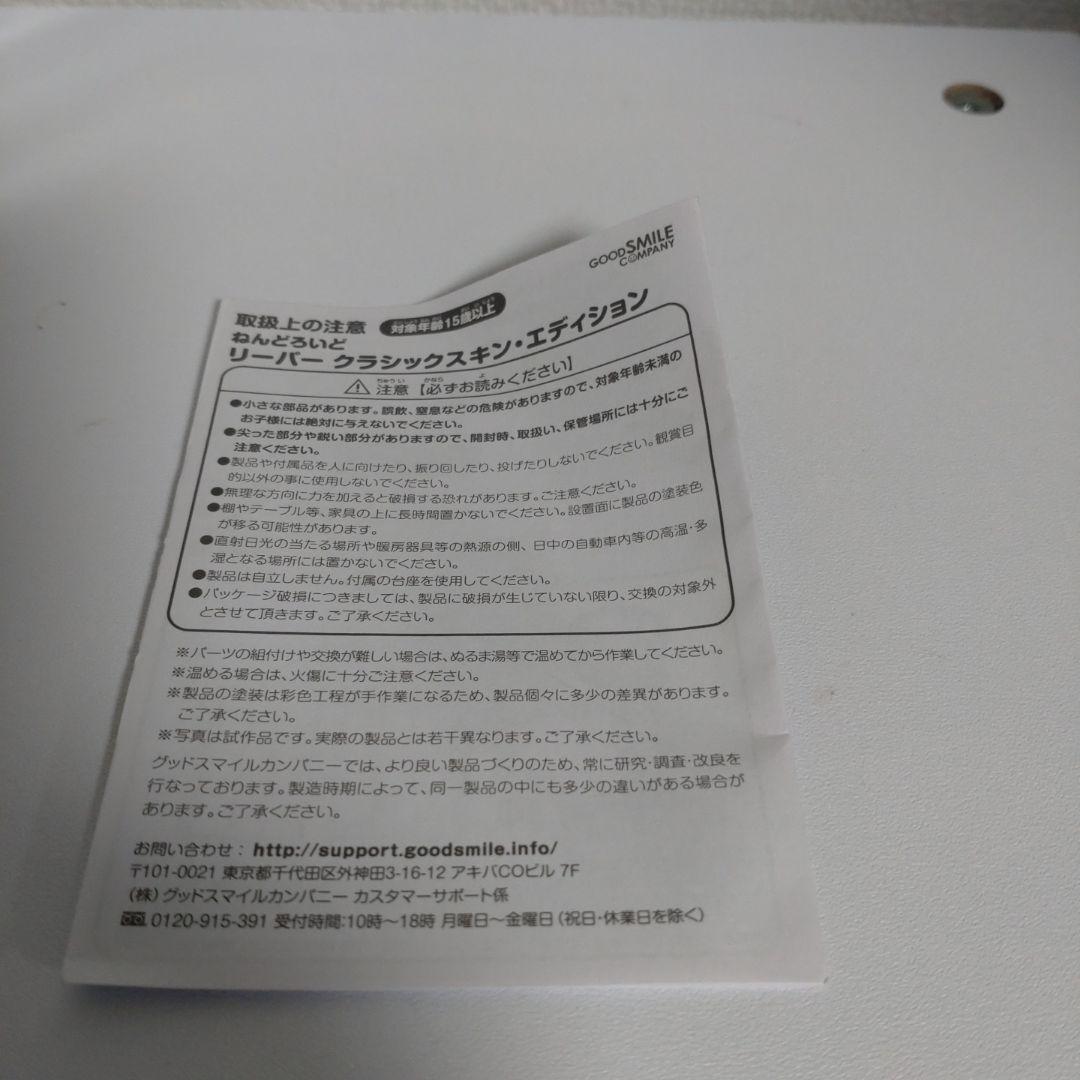 GOODSMILE
COMPANY
取扱上の注意 対象年齢15歳以上
ねんどろいど
リーパー クラシックスキン・エディション
注意【必ずお読みください】
●小さな部品があります。誤飲、窒息などの危険がありますので、対象年齢未満の
お子様には絶対に与えないでください。
●尖った部分や鋭い部分がありますので、開封時、取扱い、保管場所には十分にご
注意ください。
●製品や付属品を人に向けたり、振り回したり、投げたりしないでください。観賞目
的以外の事に使用しないでください。
●無理な方向に力を加えると破損する恐れがあります。ご注意ください。
●棚やテーブル等、家具の上に長時間置かないでください。設置面に製品の塗装色
が移る可能性があります。
●直射日光の当たる場所や暖房器具等の熱源の側、日中の自動車内等の高温・多
湿となる場所には置かないでください。
●製品は自立しません。付属の台座を使用してください。
●パッケージ破損につきましては、製品に破損が生じていない限り、交換の対象外
とさせて頂きます。ご了承ください。
※パーツの組付けや交換が難しい場合は、ぬるま湯等で温めてから作業してください。
※温める場合は、火傷に十分ご注意ください。
※製品の塗装は彩色工程が手作業になるため、製品個々に多少の差異があります。
ご了承ください。
※写真は試作品です。実際の製品とは若干異なります。ご了承ください。
グッドスマイルカンパニーでは、より良い製品づくりのため、常に研究・調査・改良を
行なっております。製造時期によって、同一製品の中にも多少の違いがある場合が
あります。ご了承ください。
お問い合わせ：http://support.goodsmile.info/
〒101-0021 東京都千代田区外神田3-16-12 アキバCOビル 7F
(株)グッドスマイルカンパニー カスタマーサポート係
0120-915-391 受付時間:10時～18時 月曜日～金曜日(祝日・休業日を除く)